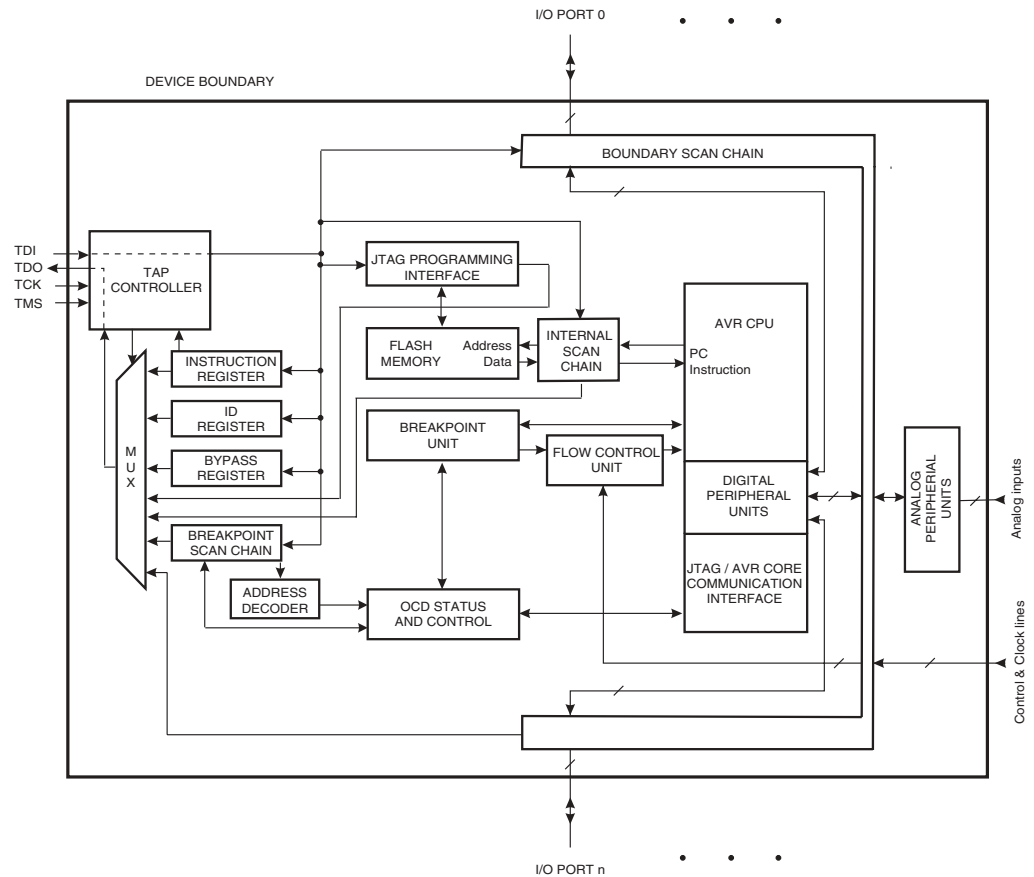 I/O PORT 0
DEVICE BOUNDARY
BOUNDARY SCAN CHAIN
TDI
TDO
TCK
TMS
TAP
CONTROLLER
JTAG PROGRAMMING
INTERFACE
FLASH
MEMORY
Address
Data
INTERNAL
SCAN
CHAIN
AVR CPU
PC
Instruction
INSTRUCTION
REGISTER
ID
REGISTER
BYPASS
REGISTER
M
U
X
BREAKPOINT
UNIT
FLOW CONTROL
UNIT
DIGITAL
PERIPHERAL
UNITS
ANALOG
PERIPHERIAL
UNITS
Analog inputs
BREAKPOINT
SCAN CHAIN
ADDRESS
DECODER
OCD STATUS
AND CONTROL
JTAG / AVR CORE
COMMUNICATION
INTERFACE
Control & Clock lines
I/O PORT n